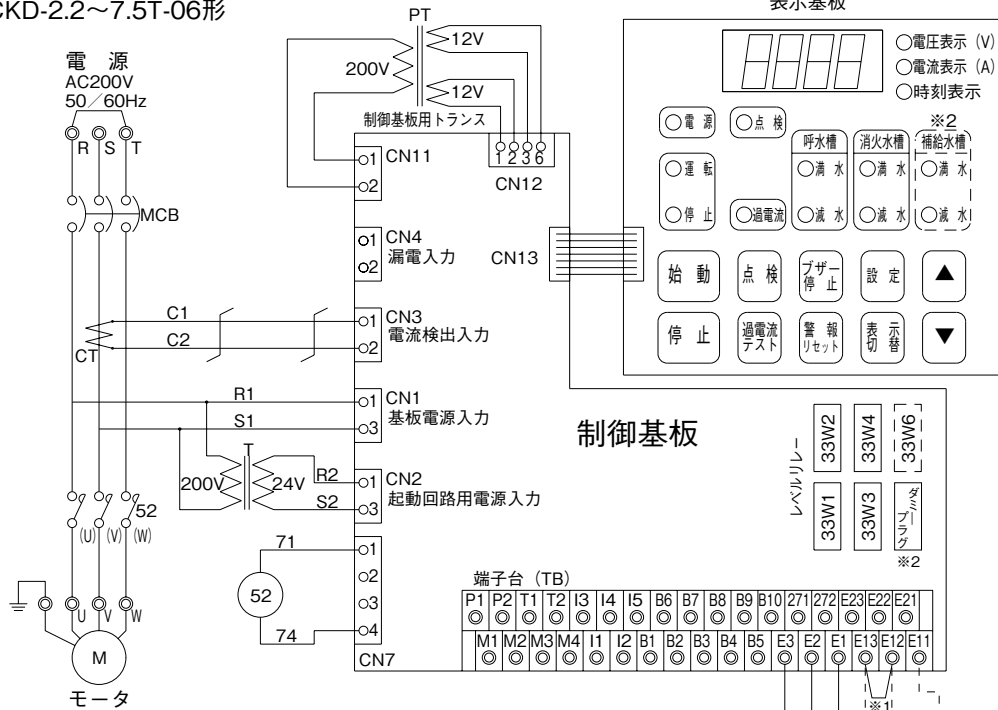 CKD-2.2～7.5T-06形
電　源
AC200V
50／60Hz
R S T
MCB
CT
C1
C2
R1
S1
T
200V
24V
R2
S2
52
(U) (V) (W)
U V W
M
モータ
71
52
74
PT
12V
200V
12V
制御基板用トランス
1 CN11
2
1 2 3 6
CN12
1 CN4
2 漏電入力
CN13
1 CN3
2 電流検出入力
1 CN1
3 基板電源入力
1 CN2
3 起動回路用電源入力
1
2
3
4
CN7
制御基板
表示基板
電圧表示（V）
電流表示（A）
時刻表示
電 源
点 検
運 転
停 止
過電流
呼水槽
満 水
減 水
消火水槽
満 水
減 水
※2
補給水槽
満 水
減 水
始 動
点 検
ブザー
停 止
設 定
▲
停 止
過電流
テスト
警 報
リセット
表 示
切 替
▼
レベルリレー
33W2
33W4
33W6
33W1
33W3
ダミープラグ
※2
端子台（TB）
P1 P2 T1 T2 I3 I4 I5 B6 B7 B8 B9 B10 271 272 E23 E22 E21
M1 M2 M3 M4 I1 I2 B1 B2 B3 B4 B5 E3 E2 E1 E13 E12 E11
※1